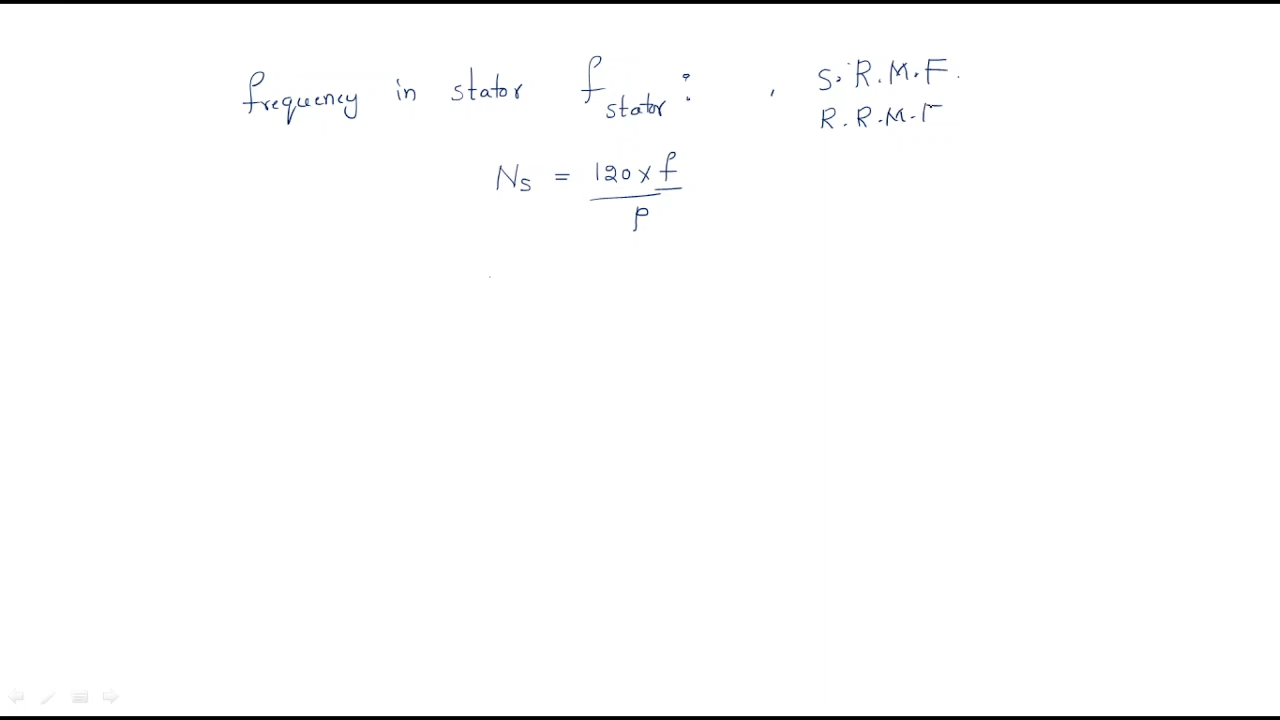 frequency in stator f stator : , S.R.M.F.
R.R.M.F
Ns = 120 x f
P